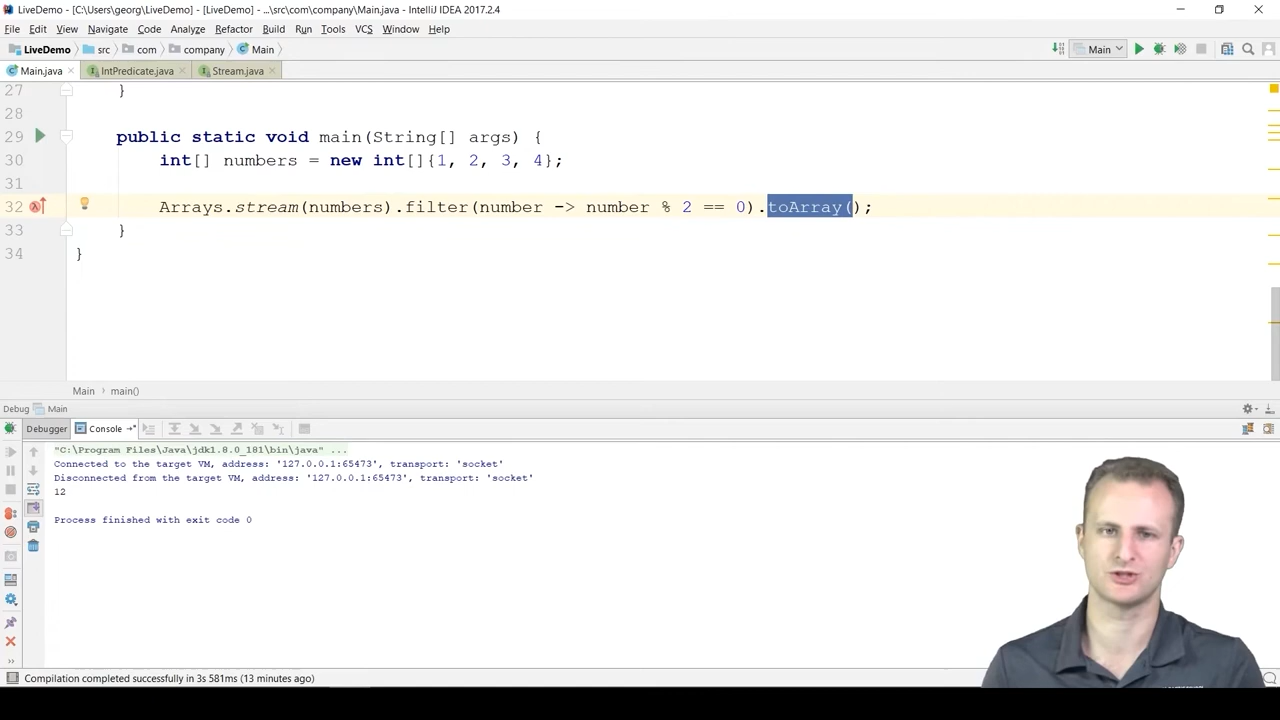 LiveDemo - [C:\Users\georg\LiveDemo] - [LiveDemo] - ...\src\com\company\Main.java - IntelliJ IDEA 2017.2.4
File Edit View Navigate Code Analyze Refactor Build Run Tools VCS Window Help
LiveDemo src com company Main Main
Main.java IntPredicate.java Stream.java
27 }
28
29 public static void main(String[] args) {
30 int[] numbers = new int[]{1, 2, 3, 4};
31
32 Arrays.stream(numbers).filter(number -> number % 2 == 0).toArray();
33 }
34 }
Main › main()
Debug Main
Debugger Console
"C:\Program Files\Java\jdk1.8.0_181\bin\java" ...
Connected to the target VM, address: '127.0.0.1:65473', transport: 'socket'
Disconnected from the target VM, address: '127.0.0.1:65473', transport: 'socket'
12
Process finished with exit code 0
Compilation completed successfully in 3s 581ms (13 minutes ago)